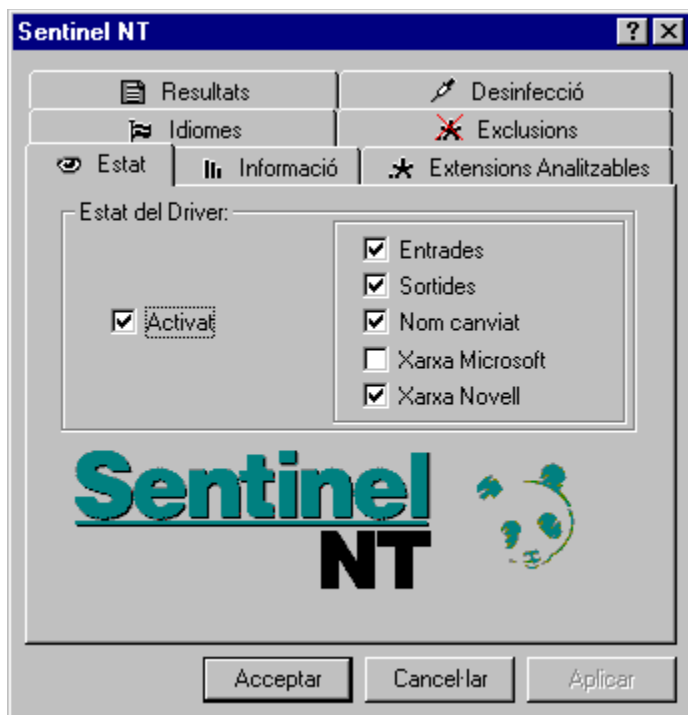 Sentinel NT
Resultats
Desinfecció
Idiomes
Exclusions
Estat
Informació
Extensions Analitzables
Estat del Driver:
Activat
Entrades
Sortides
Nom canviat
Xarxa Microsoft
Xarxa Novell
Sentinel
NT
Acceptar
Cancel·lar
Aplicar